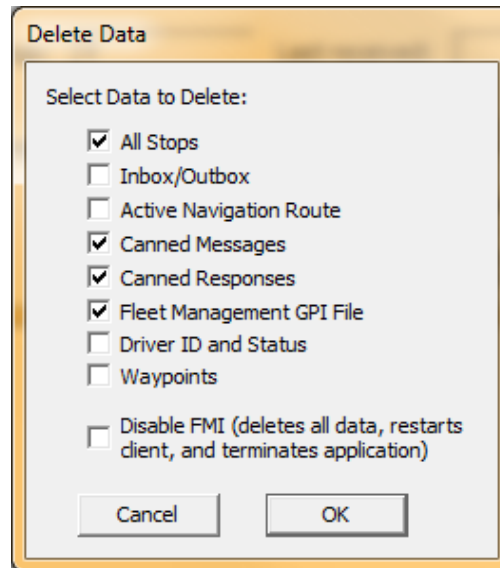 Delete Data
Select Data to Delete:
All Stops
Inbox/Outbox
Active Navigation Route
Canned Messages
Canned Responses
Fleet Management GPI File
Driver ID and Status
Waypoints
Disable FMI (deletes all data, restarts
client, and terminates application)
Cancel OK